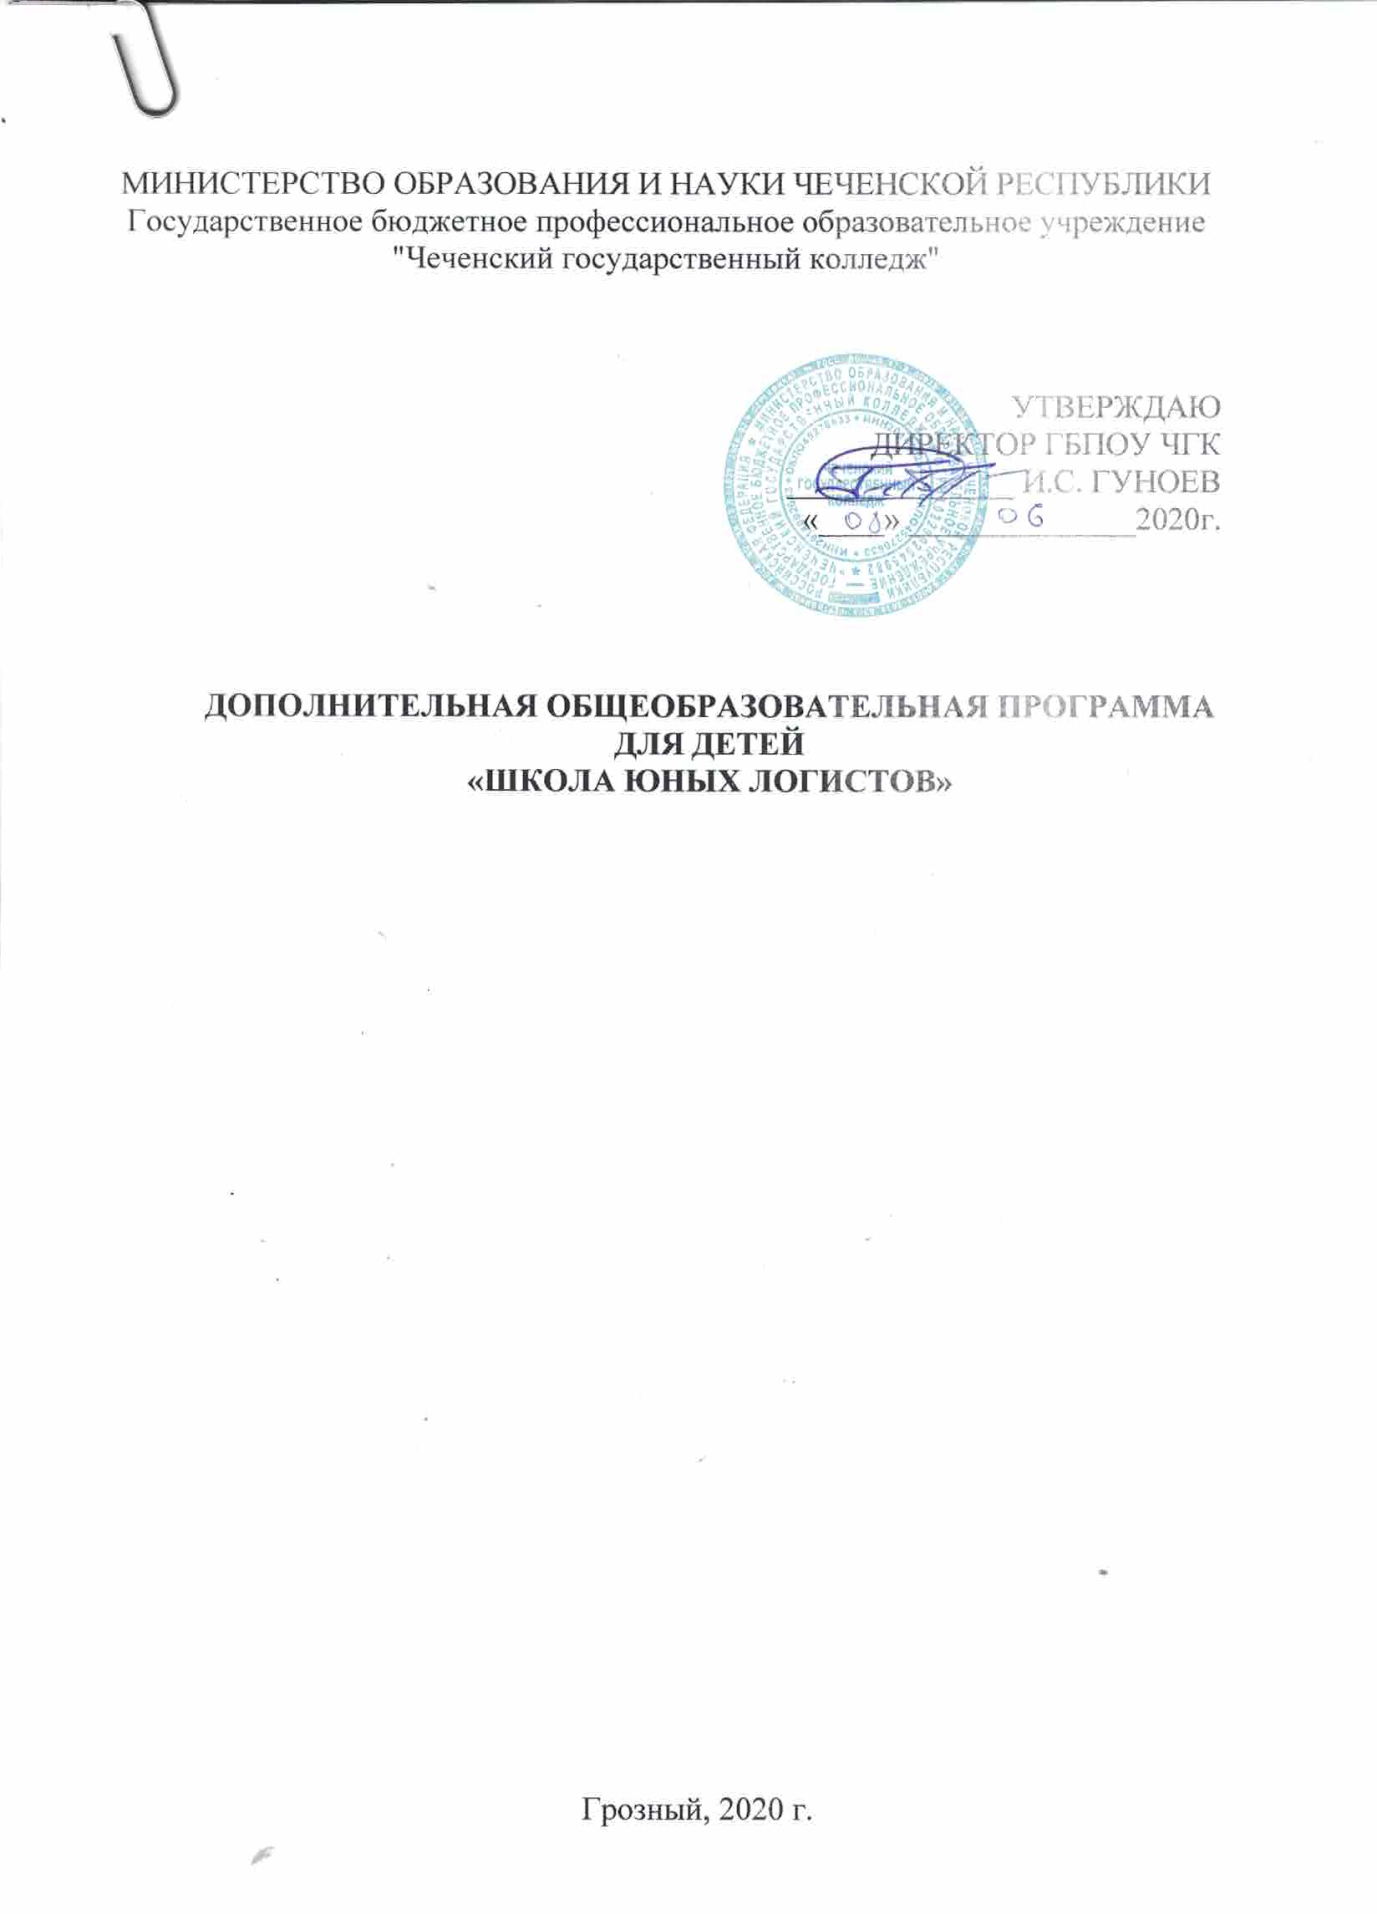 МИНИСТЕРСТВО ОБРАЗОВАНИЯ И НАУКИ ЧЕЧЕНСКОЙ РЕСПУБЛИКИ
Государственное бюджетное профессиональное образовательное учреждение
"Чеченский государственный колледж"
УТВЕРЖДАЮ
ДИРЕКТОР ГБПОУ ЧГК
И.С. ГУНОЕВ
« » 06 2020г.
ДОПОЛНИТЕЛЬНАЯ ОБЩЕОБРАЗОВАТЕЛЬНАЯ ПРОГРАММА
ДЛЯ ДЕТЕЙ
«ШКОЛА ЮНЫХ ЛОГИСТОВ»
Грозный, 2020 г.